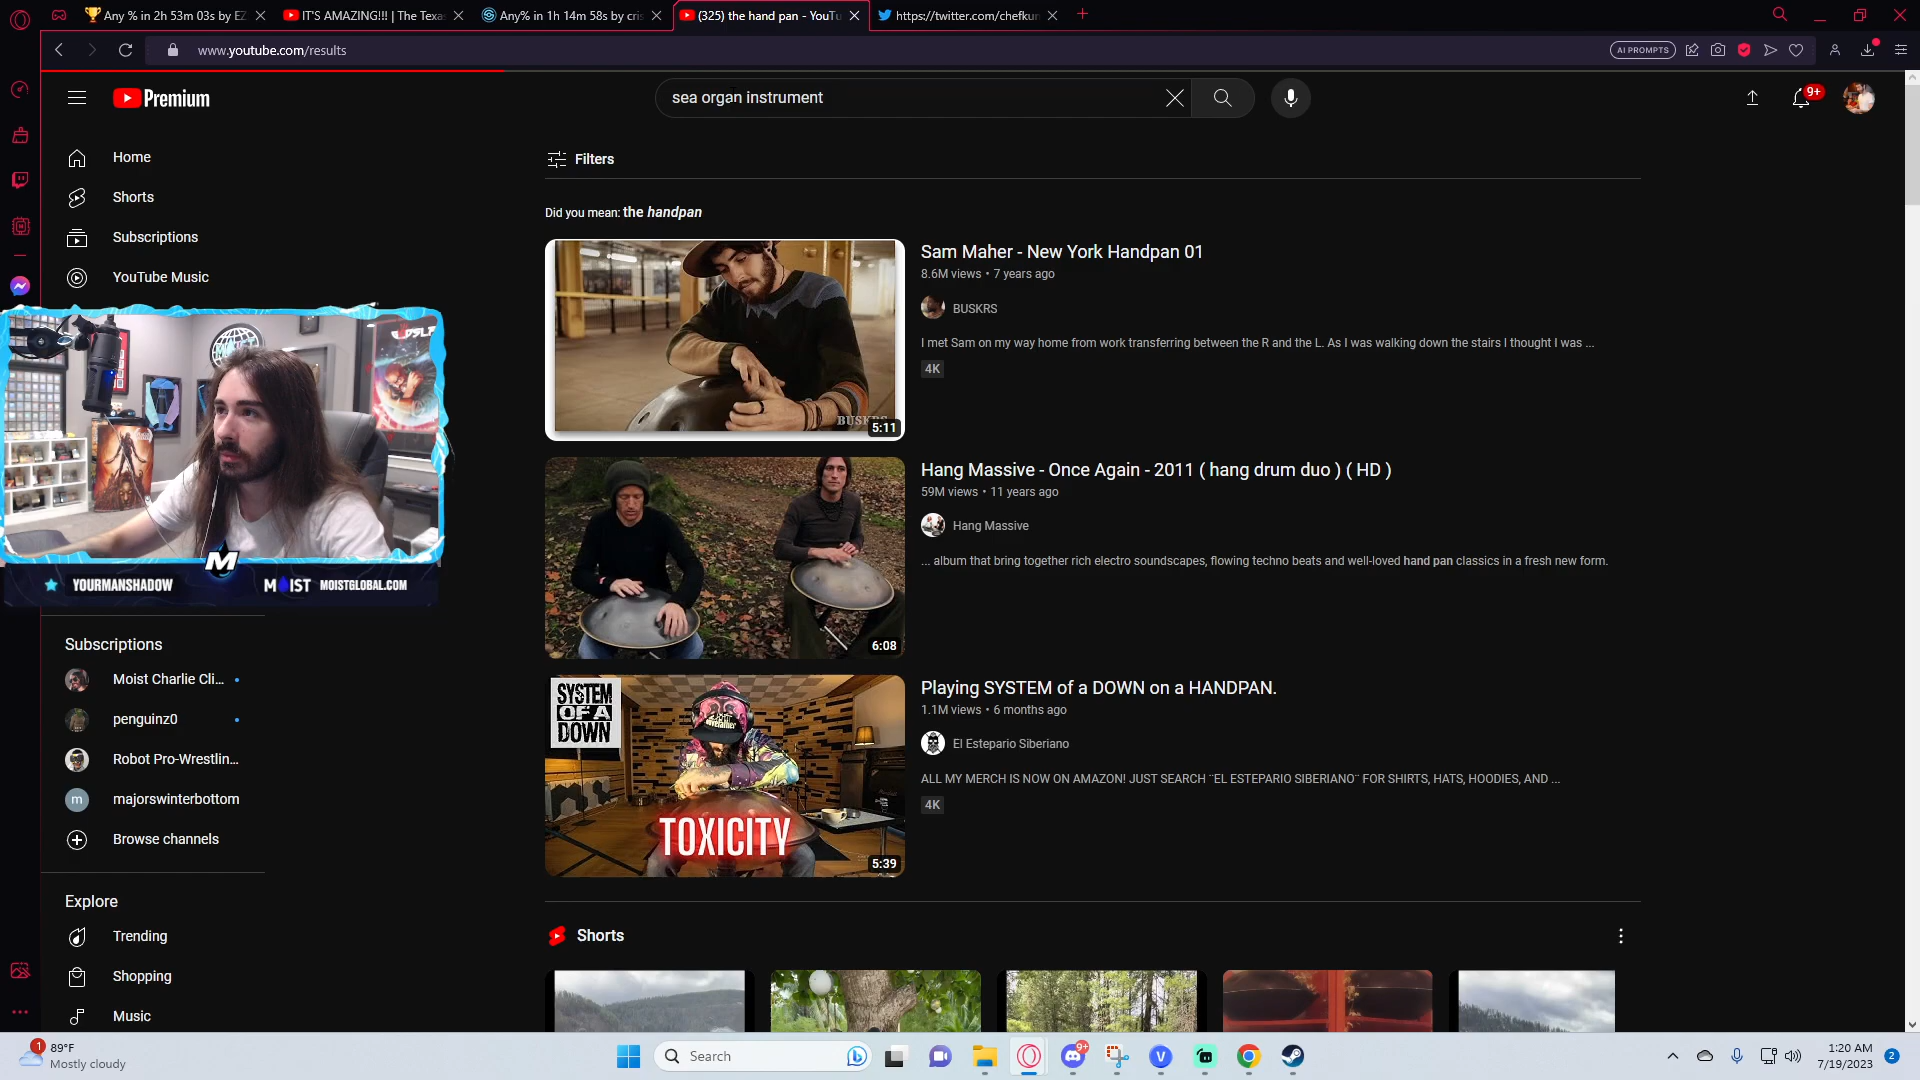 Any % in 2h 53m 03s by EZ
IT'S AMAZING!!! | The Texas
Any% in 1h 14m 58s by cris
(325) the hand pan - YouTu
https://twitter.com/chefkun
www.youtube.com/results
AI PROMPTS
Premium
sea organ instrument
9+
Home
Shorts
Subscriptions
YouTube Music
Filters
Did you mean: the handpan
Sam Maher - New York Handpan 01
8.6M views • 7 years ago
BUSKRS
I met Sam on my way home from work transferring between the R and the L. As I was walking down the stairs I thought I was ...
4K
BUSKRS
5:11
MOIST
M
YOURMANSHADOW
MOIST MOISTGLOBAL.COM
Hang Massive - Once Again - 2011 ( hang drum duo ) ( HD )
59M views • 11 years ago
Hang Massive
... album that bring together rich electro soundscapes, flowing techno beats and well-loved hand pan classics in a fresh new form.
6:08
Subscriptions
Moist Charlie Cli...
penguinz0
Robot Pro-Wrestlin...
m
majorswinterbottom
Browse channels
SYSTEM
OF A
DOWN
TOXICITY
5:39
Playing SYSTEM of a DOWN on a HANDPAN.
1.1M views • 6 months ago
El Estepario Siberiano
ALL MY MERCH IS NOW ON AMAZON! JUST SEARCH ¨EL ESTEPARIO SIBERIANO¨ FOR SHIRTS, HATS, HOODIES, AND ...
4K
Explore
Trending
Shopping
Music
Shorts
1
89°F
Mostly cloudy
Search
9+
V
1:20 AM
7/19/2023
2